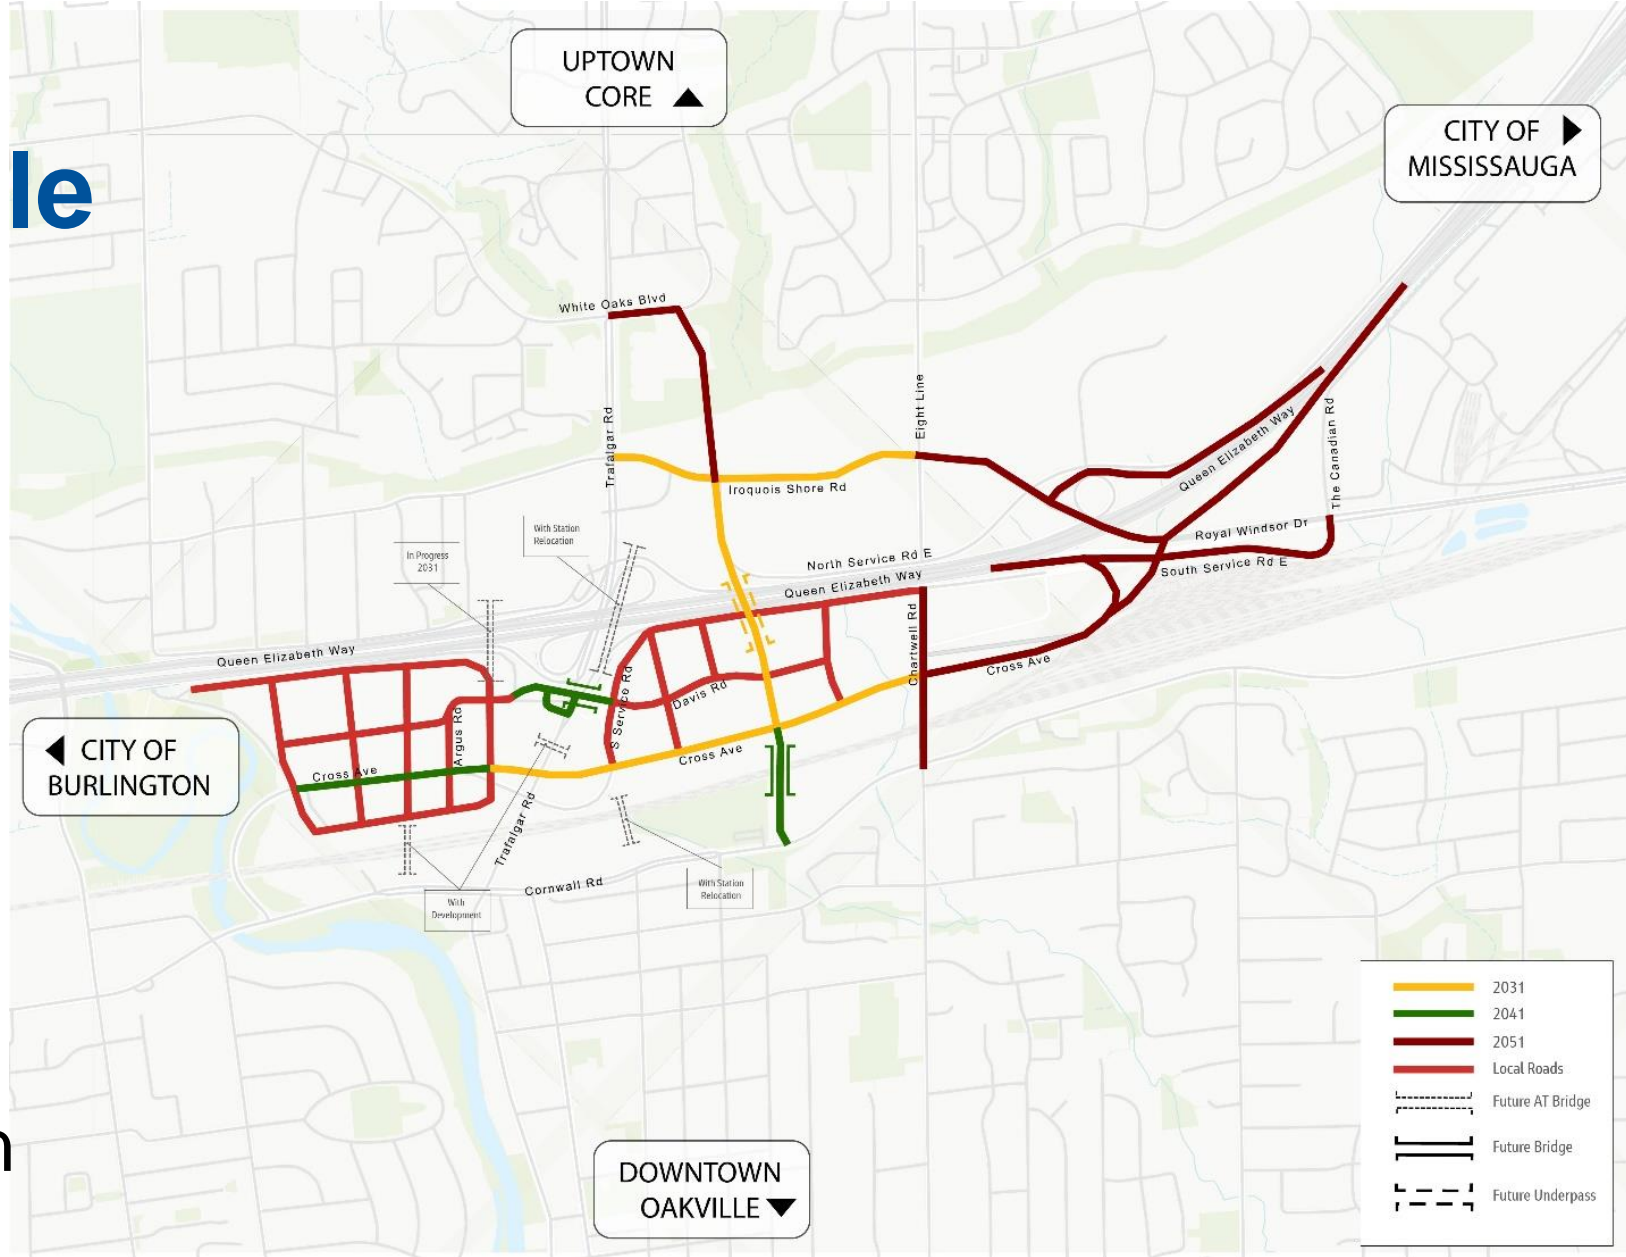 UPTOWN
CORE
CITY OF
MISSISSAUGA
le
White Oaks Blvd
Trafalgar Rd
Eight Line
The Canadian Rd
Queen Elizabeth Way
Iroquois Shore Rd
With Station
Relocation
In Progress
2031
North Service Rd E
Queen Elizabeth Way
Royal Windsor Dr
South Service Rd E
Chartwell Rd
Queen Elizabeth Way
Cross Ave
S Service Rd
Davis Rd
Argus Rd
CITY OF
BURLINGTON
Cross Ave
Cross Ave
Trafalgar Rd
Cornwall Rd
With
Development
With Station
Relocation
2031
2041
2051
Local Roads
Future AT Bridge
Future Bridge
Future Underpass
n
DOWNTOWN
OAKVILLE